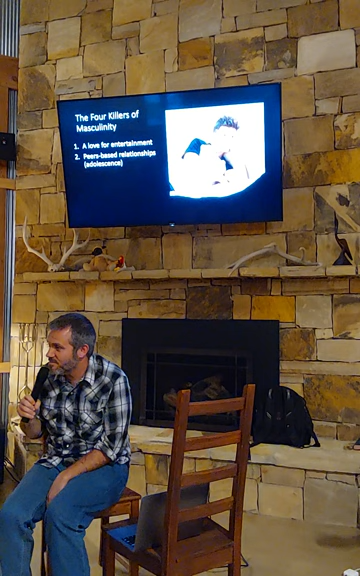 The Four Killers of
Masculinity
1. A love for entertainment
2. Peers-based relationships
(adolescence)